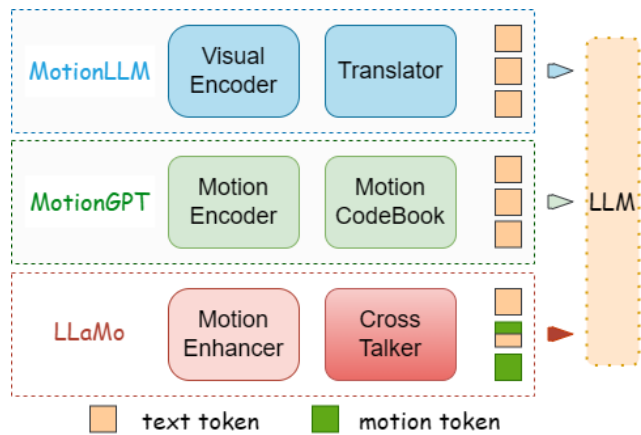 MotionLLM
Visual
Encoder
Translator
MotionGPT
Motion
Encoder
Motion
CodeBook
LLM
LLaMo
Motion
Enhancer
Cross
Talker
text token
motion token